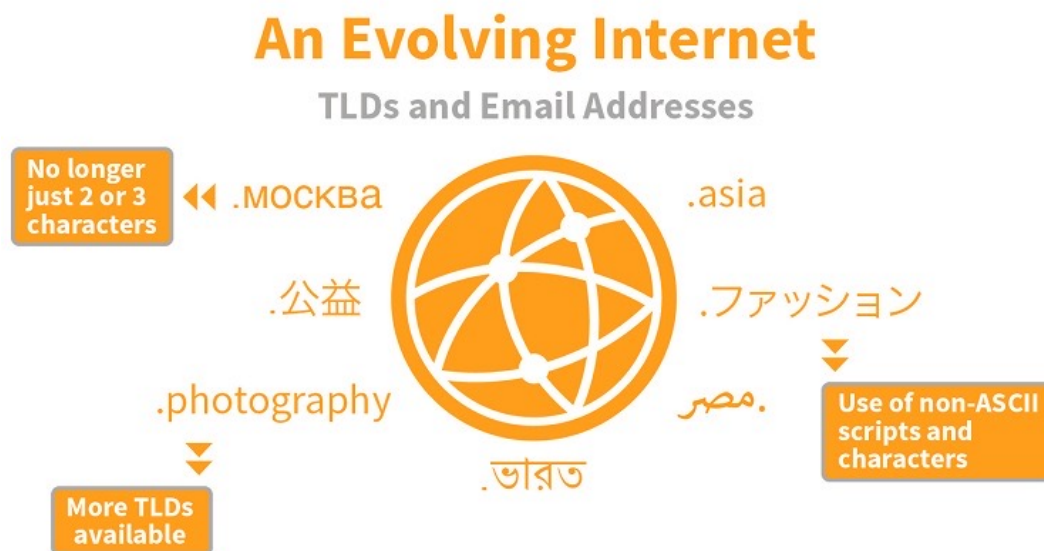 An Evolving Internet
TLDs and Email Addresses
No longer
just 2 or 3
characters
.москва
.asia
.公益
.ファッション
.photography
.مصر
Use of non-ASCII
scripts and
characters
.ভারত
More TLDs
available